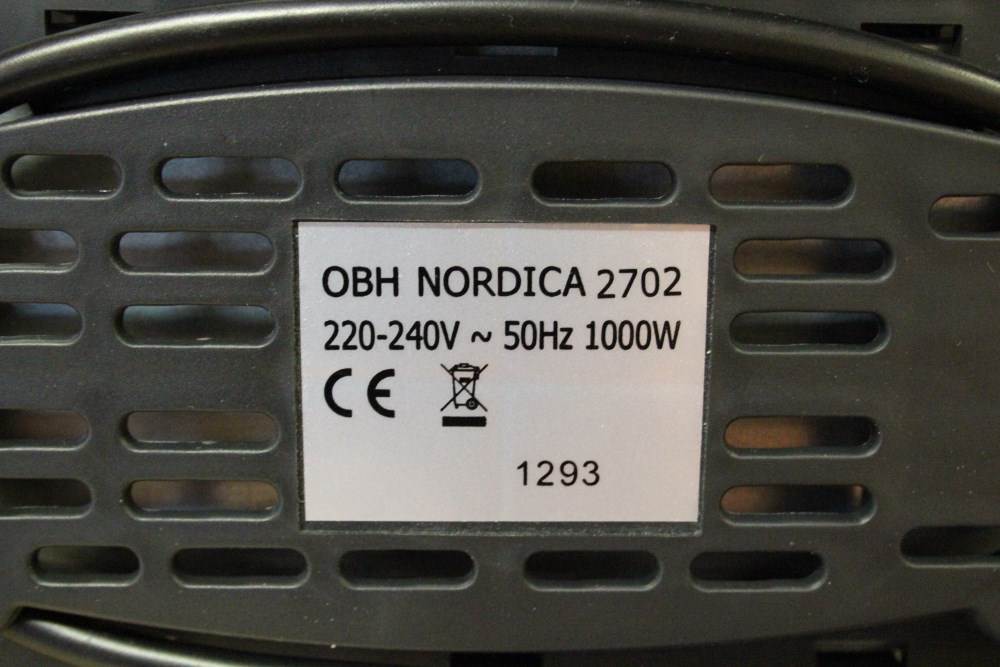 OBH NORDICA 2702
220-240V ~ 50Hz 1000W
CE
1293